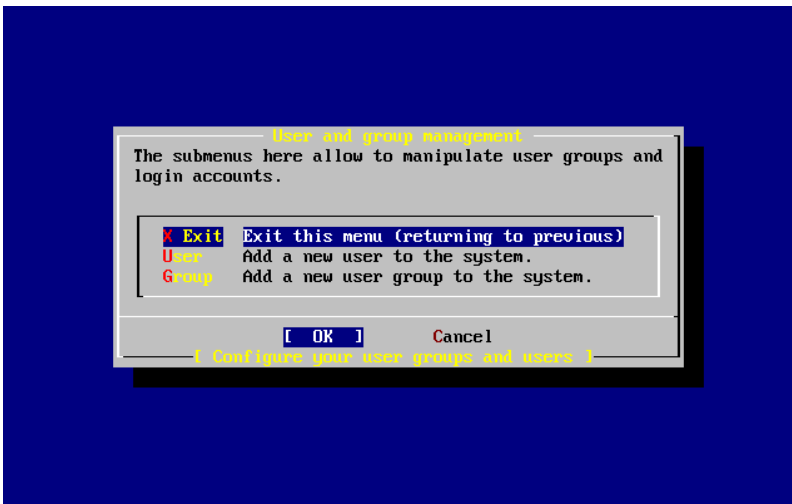 User and group management
The submenus here allow to manipulate user groups and
login accounts.
X Exit Exit this menu (returning to previous)
User Add a new user to the system.
Group Add a new user group to the system.
[ OK ] Cancel
[ Configure your user groups and users ]